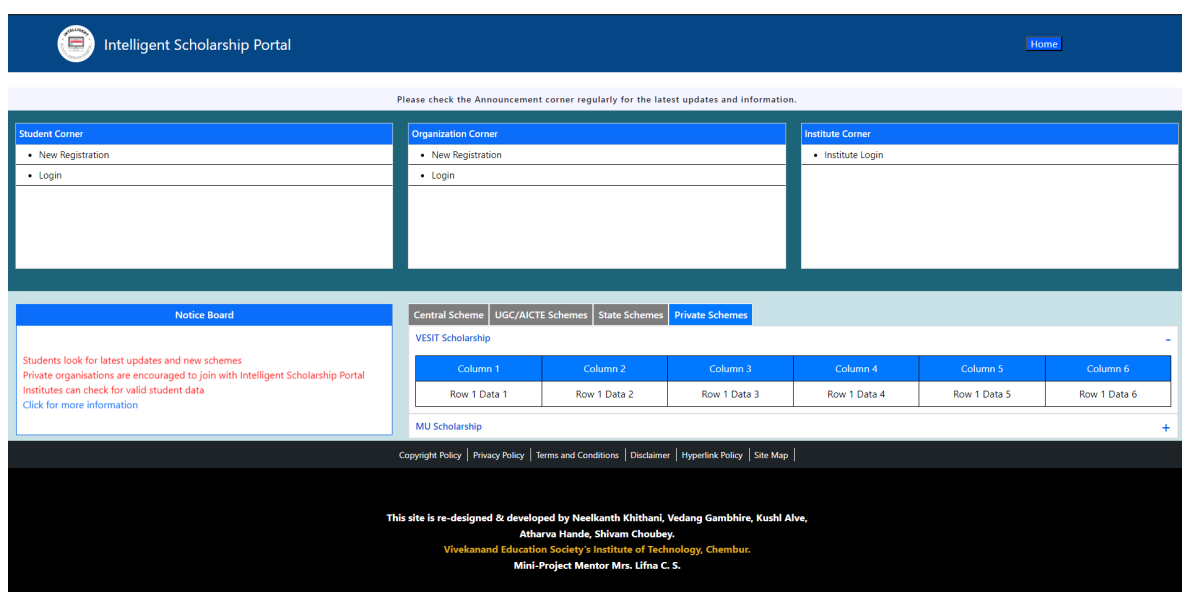 INTELLIGENT
Intelligent Scholarship Portal
Home
Please check the Announcement corner regularly for the latest updates and information.
Student Corner
• New Registration
• Login
Organization Corner
• New Registration
• Login
Institute Corner
• Institute Login
Notice Board
Students look for latest updates and new schemes
Private organisations are encouraged to join with Intelligent Scholarship Portal
Institutes can check for valid student data
Click for more information
Central Scheme UGC/AICTE Schemes State Schemes Private Schemes
VESIT Scholarship -
Column 1 Column 2 Column 3 Column 4 Column 5 Column 6
Row 1 Data 1 Row 1 Data 2 Row 1 Data 3 Row 1 Data 4 Row 1 Data 5 Row 1 Data 6
MU Scholarship +
Copyright Policy | Privacy Policy | Terms and Conditions | Disclaimer | Hyperlink Policy | Site Map |
This site is re-designed & developed by Neelkanth Khithani, Vedang Gambhire, Kushl Alve,
Atharva Hande, Shivam Choubey.
Vivekanand Education Society's Institute of Technology, Chembur.
Mini-Project Mentor Mrs. Lifna C. S.